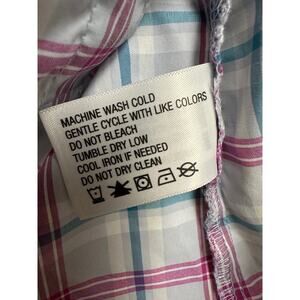 MACHINE WASH COLD
GENTLE CYCLE WITH LIKE COLORS
DO NOT BLEACH
TUMBLE DRY LOW
COOL IRON IF NEEDED
DO NOT DRY CLEAN